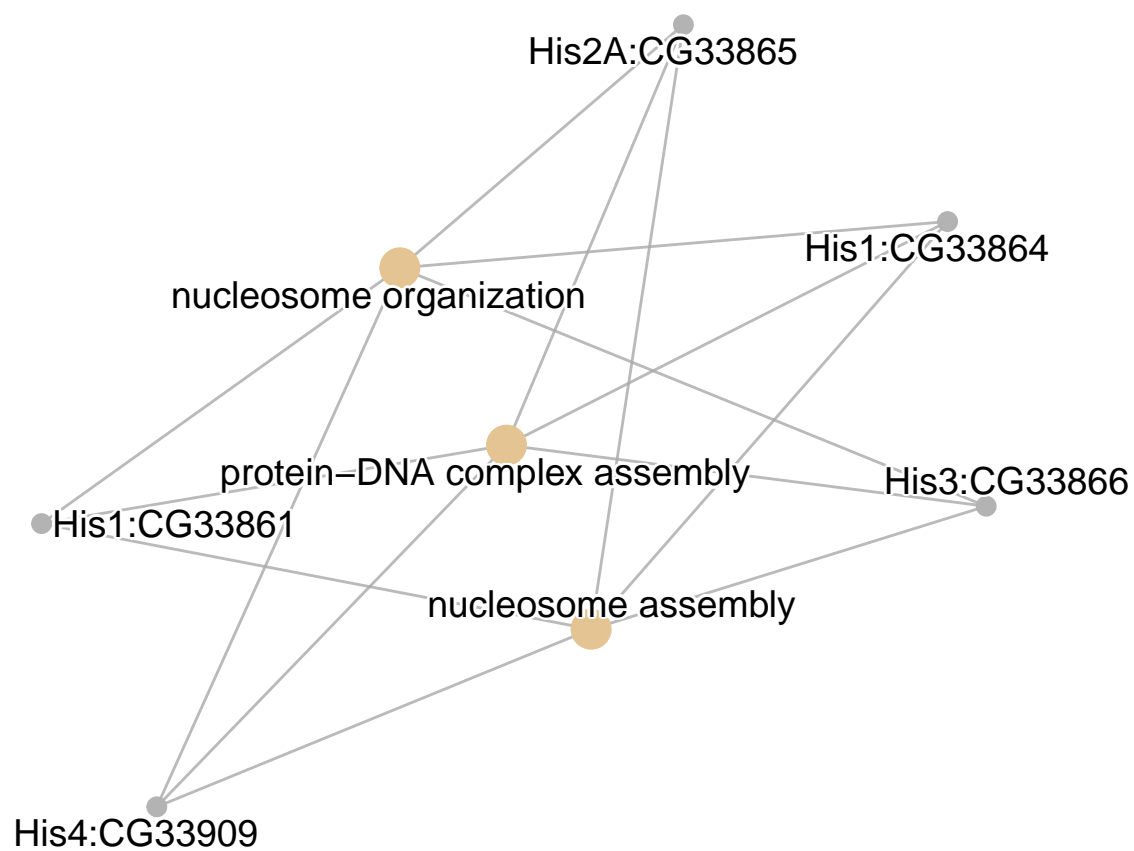 His2A:CG33865
His1:CG33864
nucleosome organization
protein−DNA complex assembly
His3:CG33866
His1:CG33861
nucleosome assembly
His4:CG33909